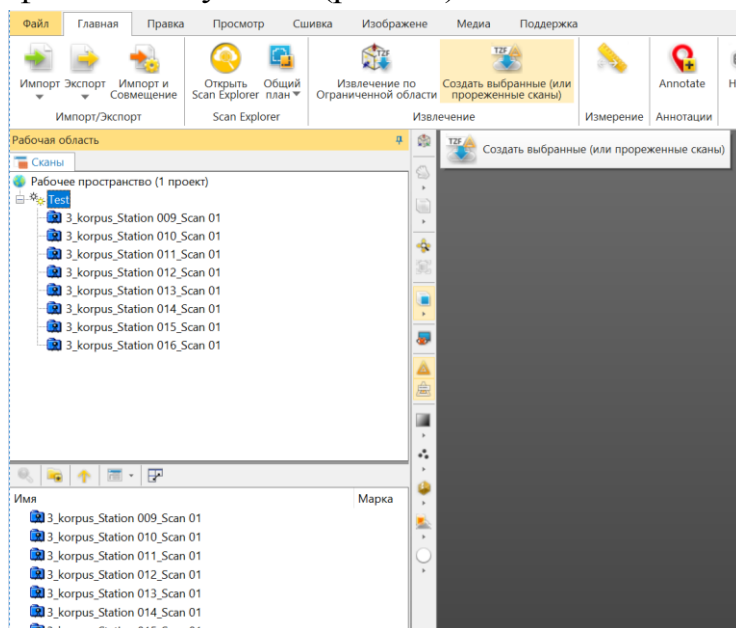 Файл Главная Правка Просмотр Сшивка Изображене Медиа Поддержка
TZF TZF
Импорт Экспорт Импорт и Совмещение Открыть Scan Explorer Общий план Извлечение по Ограниченной области Создать выбранные (или прореженные сканы) Annotate
Импорт/Экспорт Scan Explorer Извлечение Измерение Аннотации
Рабочая область
TZF Создать выбранные (или прореженные сканы)
Сканы
Рабочее пространство (1 проект)
Test
3_korpus_Station 009_Scan 01
3_korpus_Station 010_Scan 01
3_korpus_Station 011_Scan 01
3_korpus_Station 012_Scan 01
3_korpus_Station 013_Scan 01
3_korpus_Station 014_Scan 01
3_korpus_Station 015_Scan 01
3_korpus_Station 016_Scan 01
Имя Марка
3_korpus_Station 009_Scan 01
3_korpus_Station 010_Scan 01
3_korpus_Station 011_Scan 01
3_korpus_Station 012_Scan 01
3_korpus_Station 013_Scan 01
3_korpus_Station 014_Scan 01